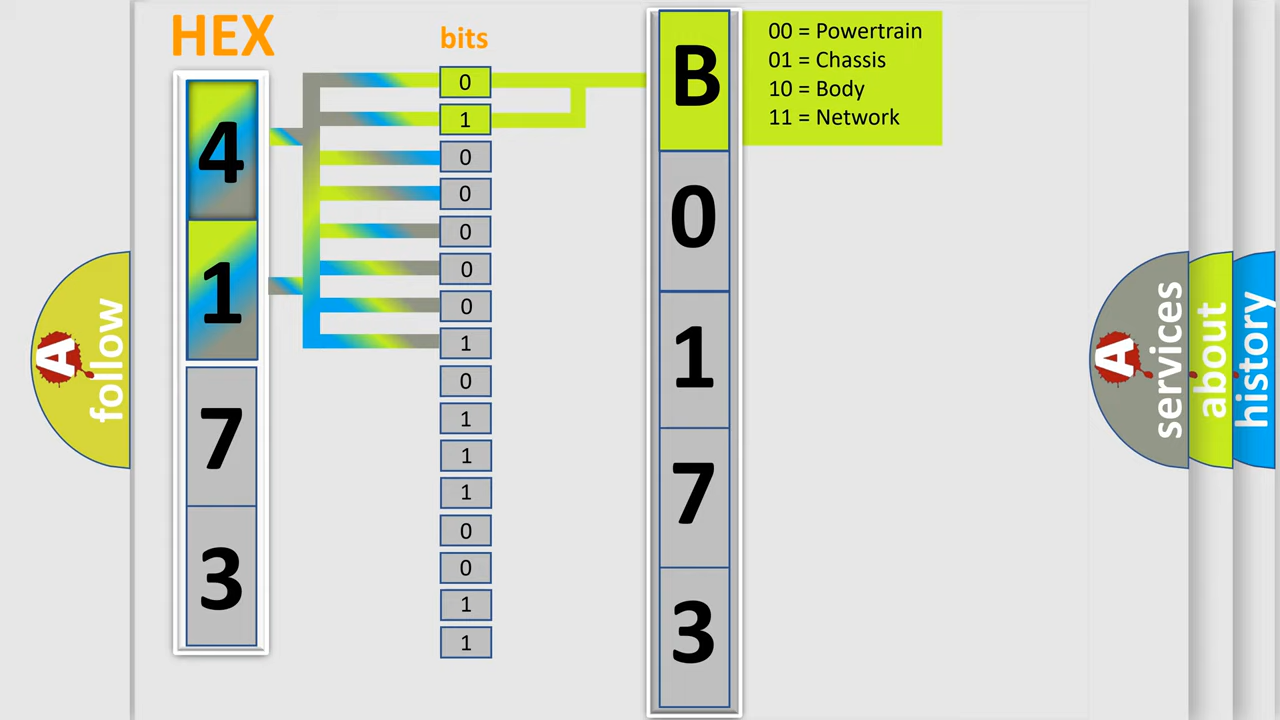 HEX
bits
4
1
7
3
0
1
0
0
0
0
0
1
0
1
1
1
0
0
1
1
B
0
1
7
3
00 = Powertrain
01 = Chassis
10 = Body
11 = Network
A
follow
A
services
about
history